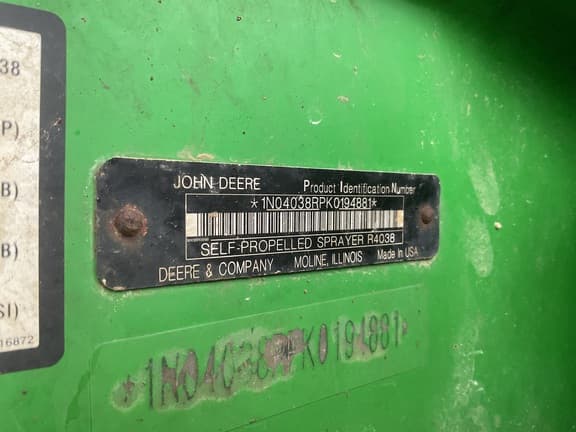 38
P)
B)
B)
SI)
16872
JOHN DEERE Product Identification Number
*1N04038RPK0194881*
SELF-PROPELLED SPRAYER R4038
DEERE & COMPANY MOLINE, ILLINOIS Made In USA
*1N04038RPK0194881*